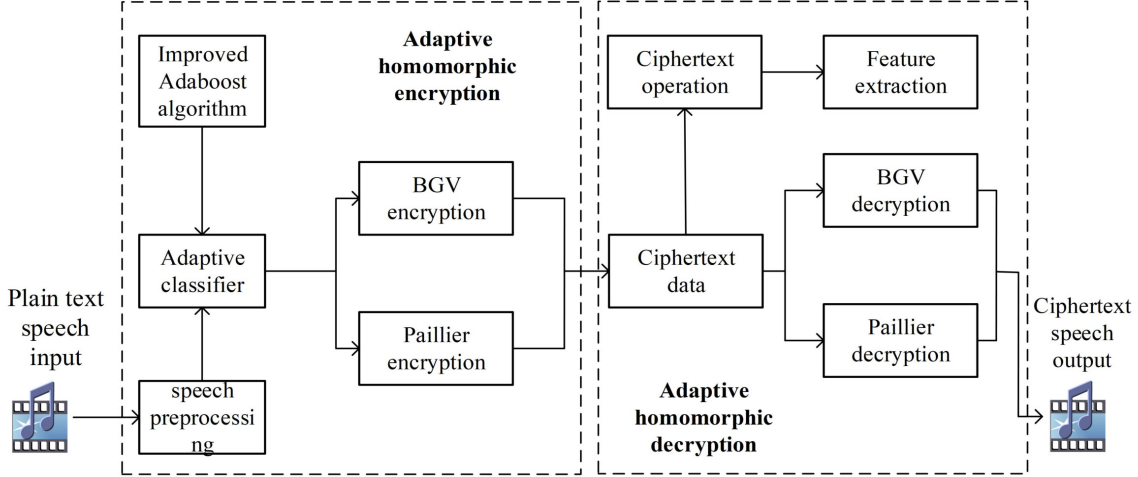 Improved
Adaboost
algorithm
Adaptive
homomorphic
encryption
Ciphertext
operation
Feature
extraction
BGV
encryption
BGV
decryption
Adaptive
classifier
Ciphertext
data
Plain text
speech
input
Paillier
encryption
Paillier
decryption
Ciphertext
speech
output
speech
preprocessi
ng
Adaptive
homomorphic
decryption